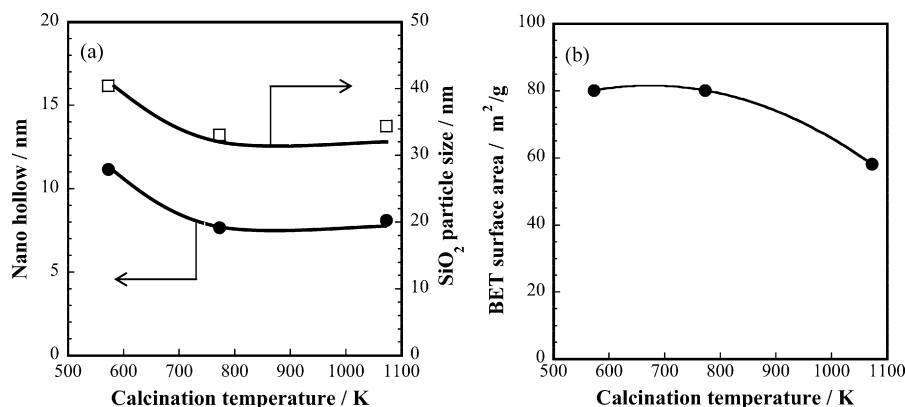 (a)
20
15
10
5
0
Nano hollow / nm
50
40
30
20
10
0
SiO₂ particle size / nm
500 600 700 800 900 1000 1100
Calcination temperature / K
(b)
100
80
60
40
20
0
BET surface area / m²/g
500 600 700 800 900 1000 1100
Calcination temperature / K